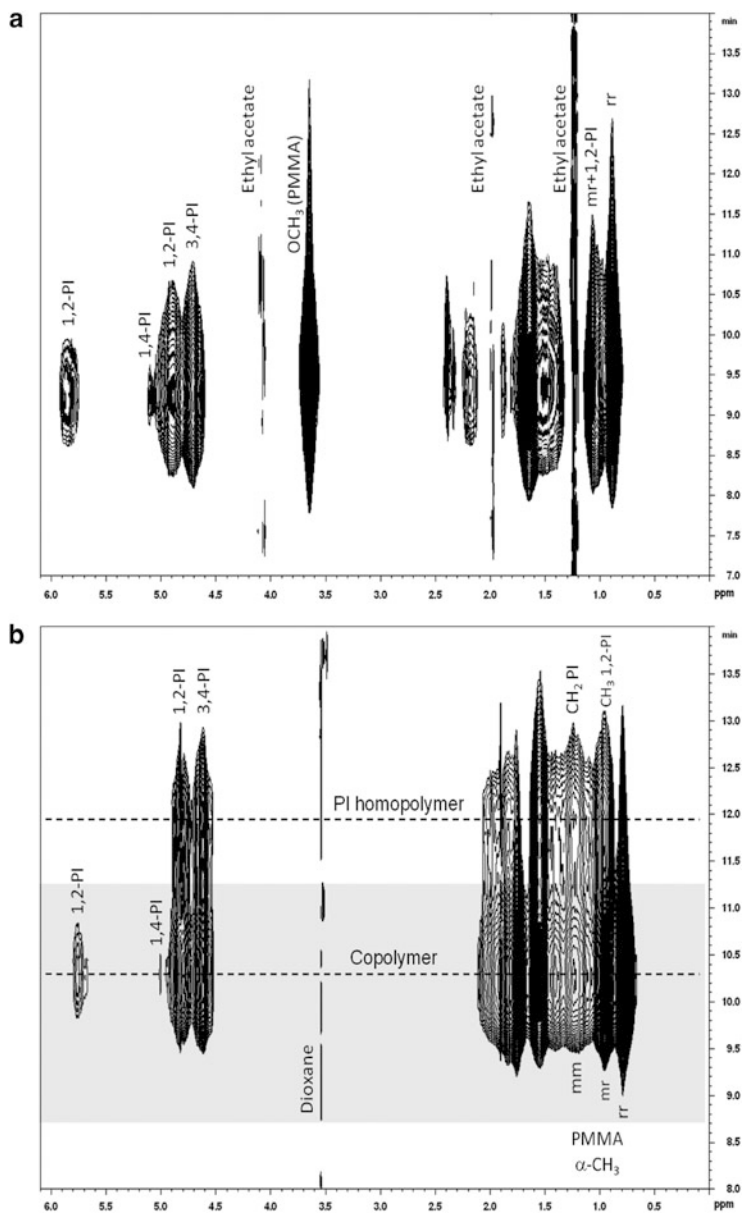 a
min
1,2-PI
1,4-PI
1,2-PI
3,4-PI
Ethyl acetate
OCH₃ (PMMA)
Ethyl acetate
Ethyl acetate
mr+1,2-PI
rr
13.0
12.5
12.0
11.5
11.0
10.5
10.0
9.5
9.0
8.5
8.0
7.5
7.0
6.0 5.5 5.0 4.5 4.0 3.5 3.0 2.5 2.0 1.5 1.0 0.5 ppm
b
min
1,2-PI
1,4-PI
1,2-PI
3,4-PI
CH₂ PI
CH₃ 1,2-PI
PI homopolymer
Copolymer
Dioxane
mm
mr
rr
PMMA
α-CH₃
13.5
13.0
12.5
12.0
11.5
11.0
10.5
10.0
9.5
9.0
8.5
8.0
6.0 5.5 5.0 4.5 4.0 3.5 3.0 2.5 2.0 1.5 1.0 0.5 ppm